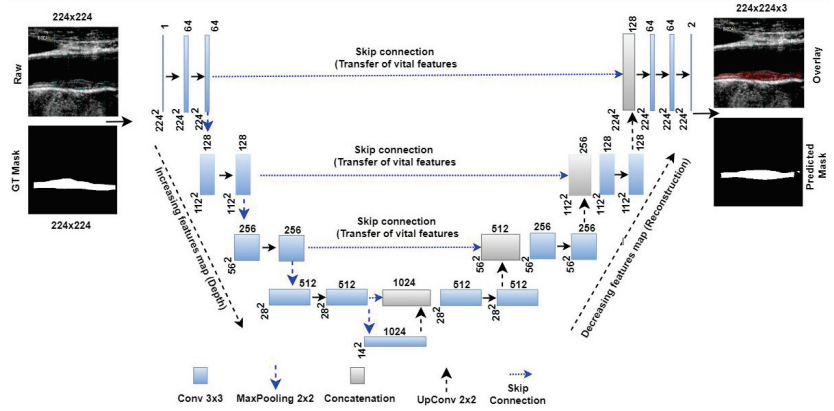 224x224
Raw
GT Mask
224x224
1
64
64
224²
224²
224²
Skip connection
(Transfer of vital features
128
64
64
2
224²
224²
224²
224²
224x224x3
Overlay
Predicted
Mask
128
128
112²
112²
Skip connection
(Transfer of vital features
256
128
128
112²
112²
112²
256
256
56²
56²
Skip connection
(Transfer of vital features
512
256
256
56²
56²
56²
512
512
28²
28²
1024
512
512
28²
28²
28²
1024
14²
Increasing features map (Depth)
Decreasing features map (Reconstruction)
Conv 3x3
MaxPooling 2x2
Concatenation
UpConv 2x2
Skip
Connection